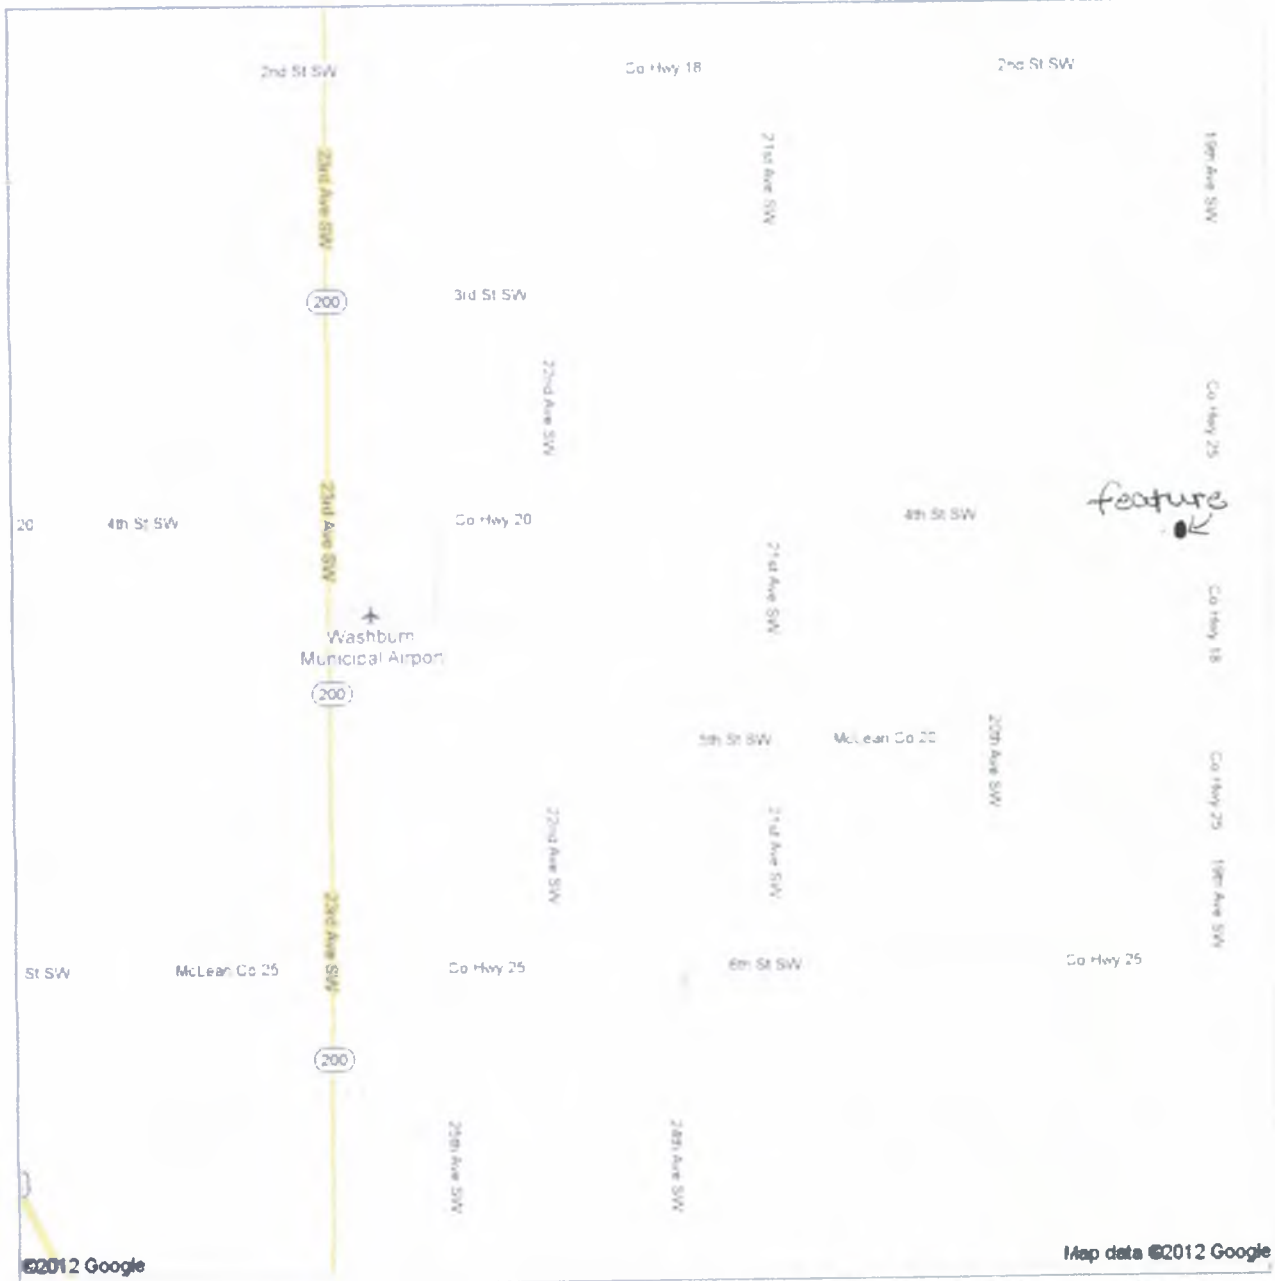 2nd St SW
Co Hwy 18
2nd St SW
23rd Ave SW
21st Ave SW
19th Ave SW
200
3rd St SW
22nd Ave SW
Co Hwy 25
feature
20
4th St SW
23rd Ave SW
Co Hwy 20
4th St SW
21st Ave SW
Co Hwy 18
Washburn
Municipal Airport
200
5th St SW
McLean Co 20
20th Ave SW
Co Hwy 25
22nd Ave SW
21st Ave SW
19th Ave SW
23rd Ave SW
St SW
McLean Co 25
Co Hwy 25
6th St SW
Co Hwy 25
200
25th Ave SW
24th Ave SW
©2012 Google
Map data ©2012 Google